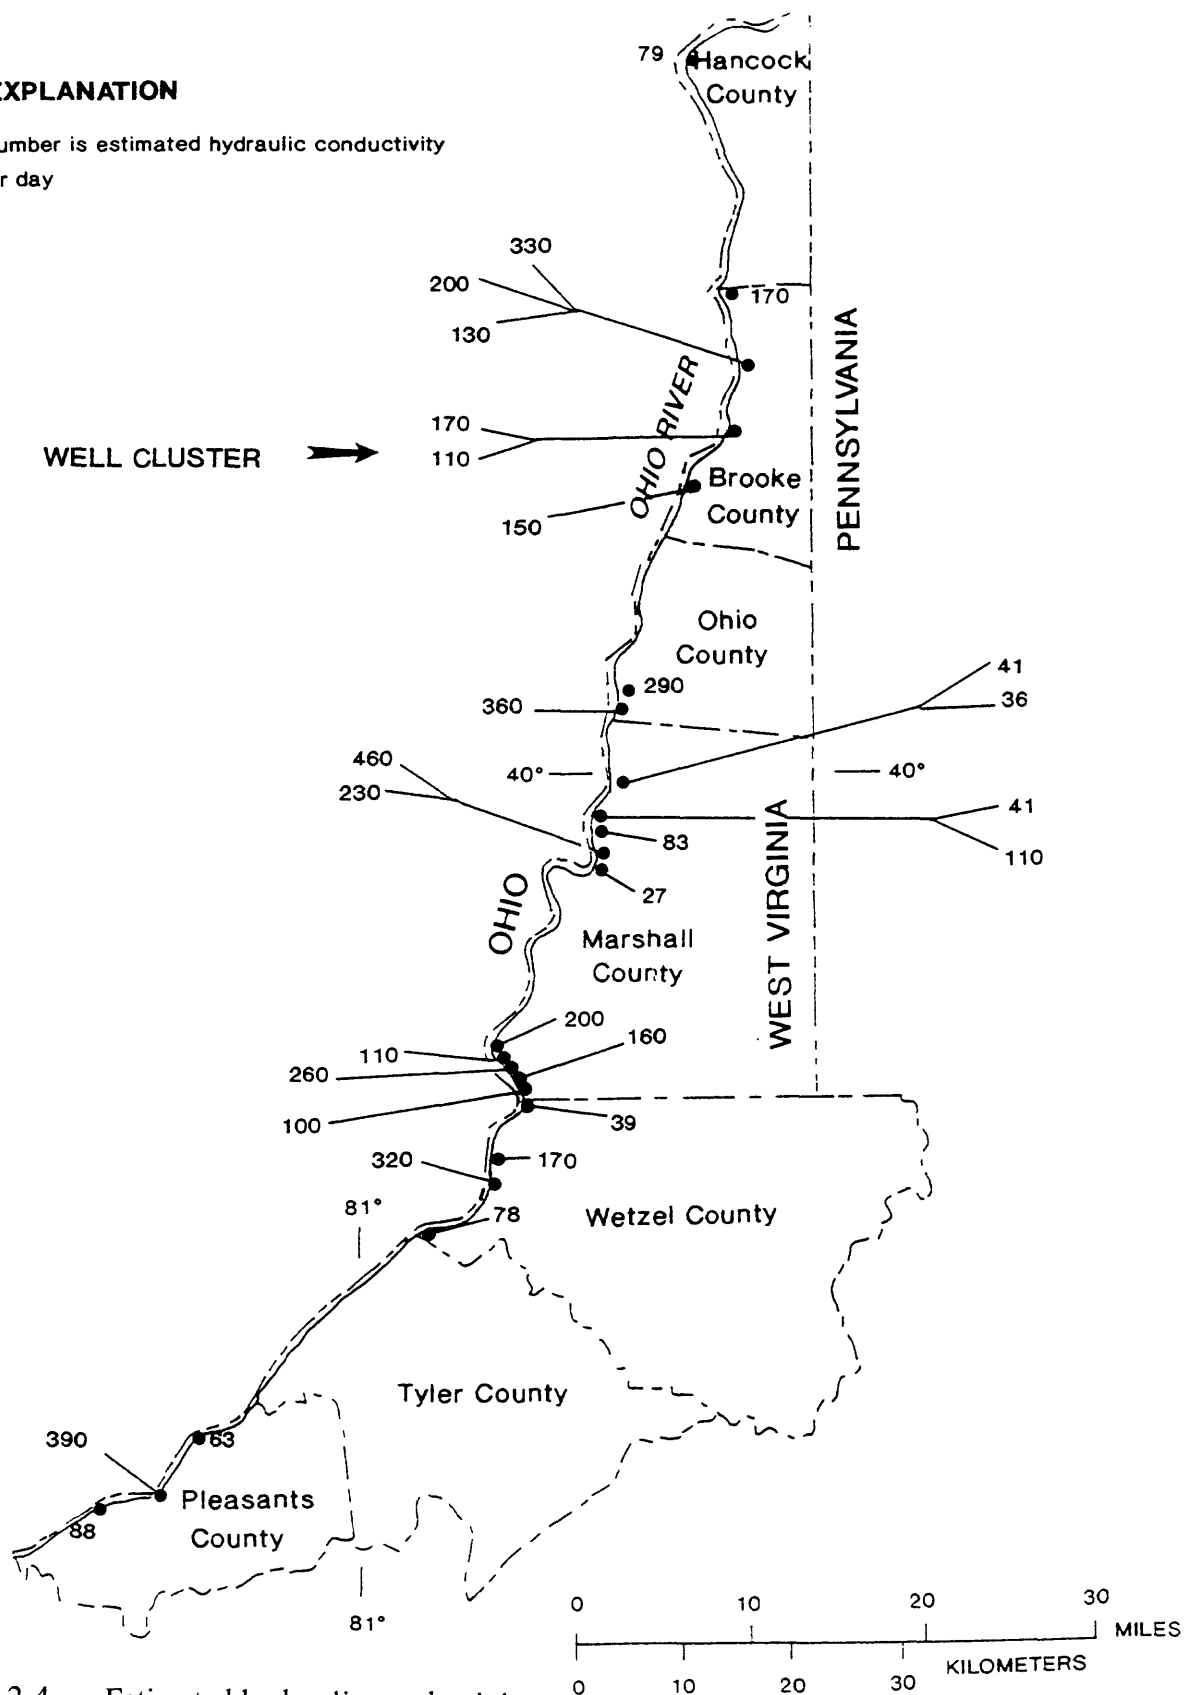 79
Hancock
County
EXPLANATION
umber is estimated hydraulic conductivity
r day
330
200
130
170
PENNSYLVANIA
OHIO RIVER
170
110
WELL CLUSTER
150
Brooke
County
Ohio
County
290
360
41
36
40°
40°
460
230
41
110
83
27
WEST VIRGINIA
OHIO
Marshall
County
200
160
110
260
100
39
320
170
81°
78
Wetzel County
Tyler County
390
63
88
Pleasants
County
81°
0 10 20 30
MILES
KILOMETERS
0 10 20 30